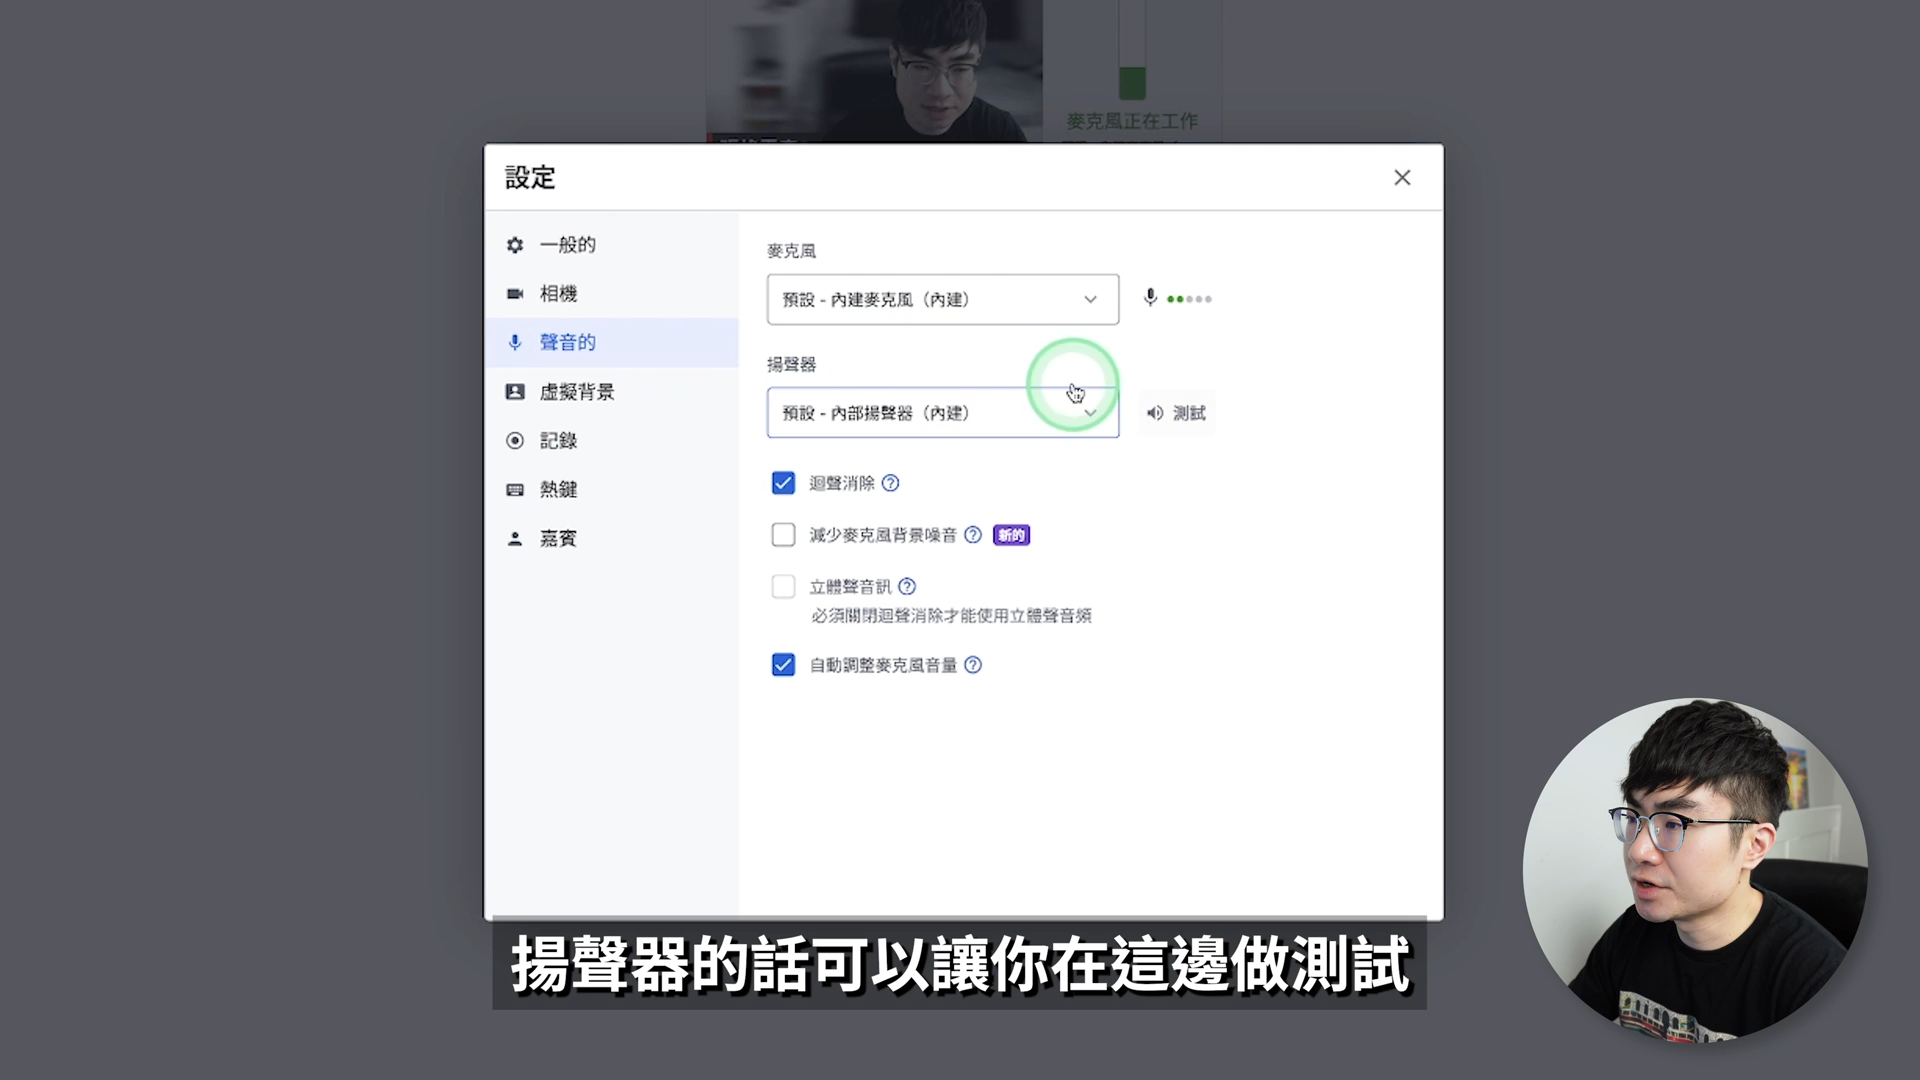 麥克風正在工作
設定
一般的
相機
聲音的
虛擬背景
記錄
熱鍵
嘉賓
麥克風
預設 - 內建麥克風（內建）
揚聲器
預設 - 內部揚聲器（內建）
測試
迴聲消除
減少麥克風背景噪音 新的
立體聲音訊
必須關閉迴聲消除才能使用立體聲音頻
自動調整麥克風音量
揚聲器的話可以讓你在這邊做測試